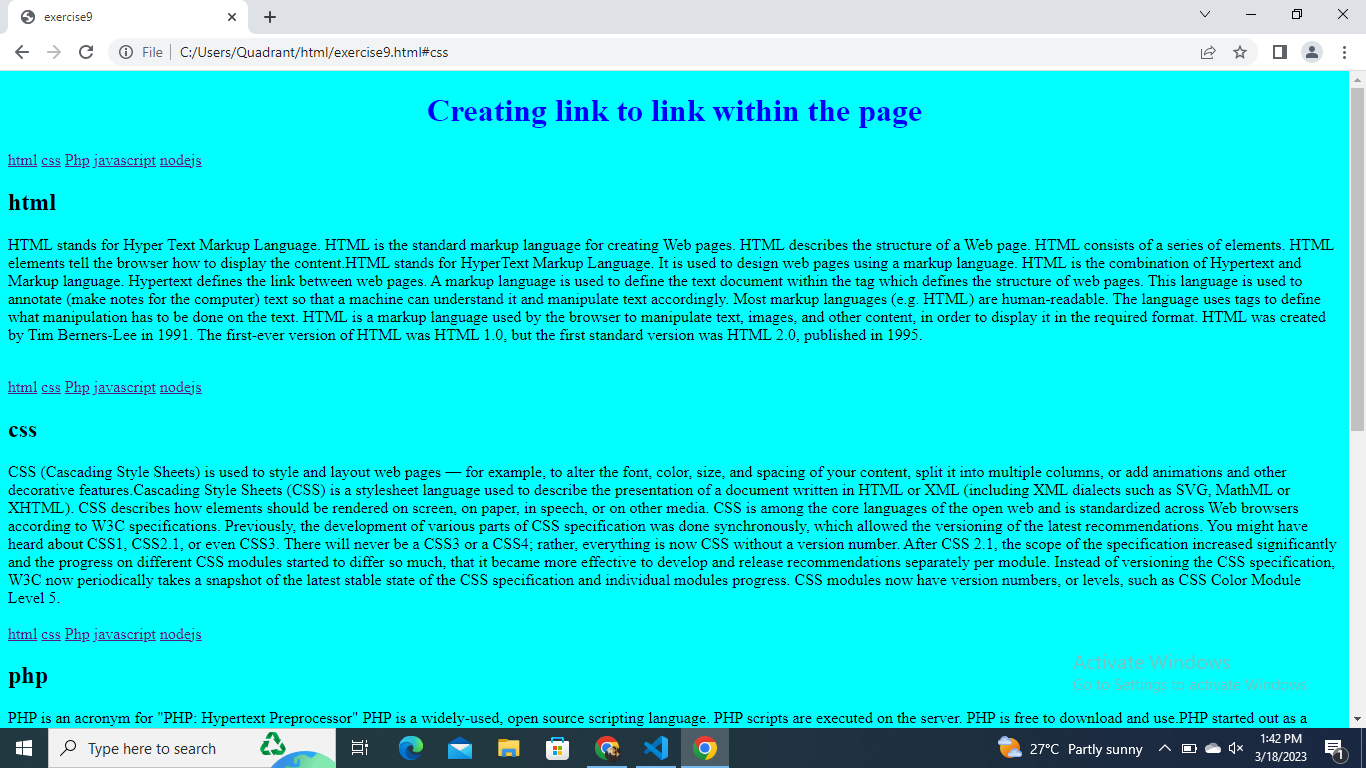 exercise9
File
C:/Users/Quadrant/html/exercise9.html#css
Creating link to link within the page
html css Php javascript nodejs
html
HTML stands for Hyper Text Markup Language. HTML is the standard markup language for creating Web pages. HTML describes the structure of a Web page. HTML consists of a series of elements. HTML
elements tell the browser how to display the content.HTML stands for HyperText Markup Language. It is used to design web pages using a markup language. HTML is the combination of Hypertext and
Markup language. Hypertext defines the link between web pages. A markup language is used to define the text document within the tag which defines the structure of web pages. This language is used to
annotate (make notes for the computer) text so that a machine can understand it and manipulate text accordingly. Most markup languages (e.g. HTML) are human-readable. The language uses tags to define
what manipulation has to be done on the text. HTML is a markup language used by the browser to manipulate text, images, and other content, in order to display it in the required format. HTML was created
by Tim Berners-Lee in 1991. The first-ever version of HTML was HTML 1.0, but the first standard version was HTML 2.0, published in 1995.
html css Php javascript nodejs
css
CSS (Cascading Style Sheets) is used to style and layout web pages — for example, to alter the font, color, size, and spacing of your content, split it into multiple columns, or add animations and other
decorative features.Cascading Style Sheets (CSS) is a stylesheet language used to describe the presentation of a document written in HTML or XML (including XML dialects such as SVG, MathML or
XHTML). CSS describes how elements should be rendered on screen, on paper, in speech, or on other media. CSS is among the core languages of the open web and is standardized across Web browsers
according to W3C specifications. Previously, the development of various parts of CSS specification was done synchronously, which allowed the versioning of the latest recommendations. You might have
heard about CSS1, CSS2.1, or even CSS3. There will never be a CSS3 or a CSS4; rather, everything is now CSS without a version number. After CSS 2.1, the scope of the specification increased significantly
and the progress on different CSS modules started to differ so much, that it became more effective to develop and release recommendations separately per module. Instead of versioning the CSS specification,
W3C now periodically takes a snapshot of the latest stable state of the CSS specification and individual modules progress. CSS modules now have version numbers, or levels, such as CSS Color Module
Level 5.
html css Php javascript nodejs
Activate Windows
php
Go to Settings to activate Windows.
PHP is an acronym for "PHP: Hypertext Preprocessor" PHP is a widely-used, open source scripting language. PHP scripts are executed on the server. PHP is free to download and use.PHP started out as a
Type here to search
27°C Partly sunny
1:42 PM
3/18/2023
1